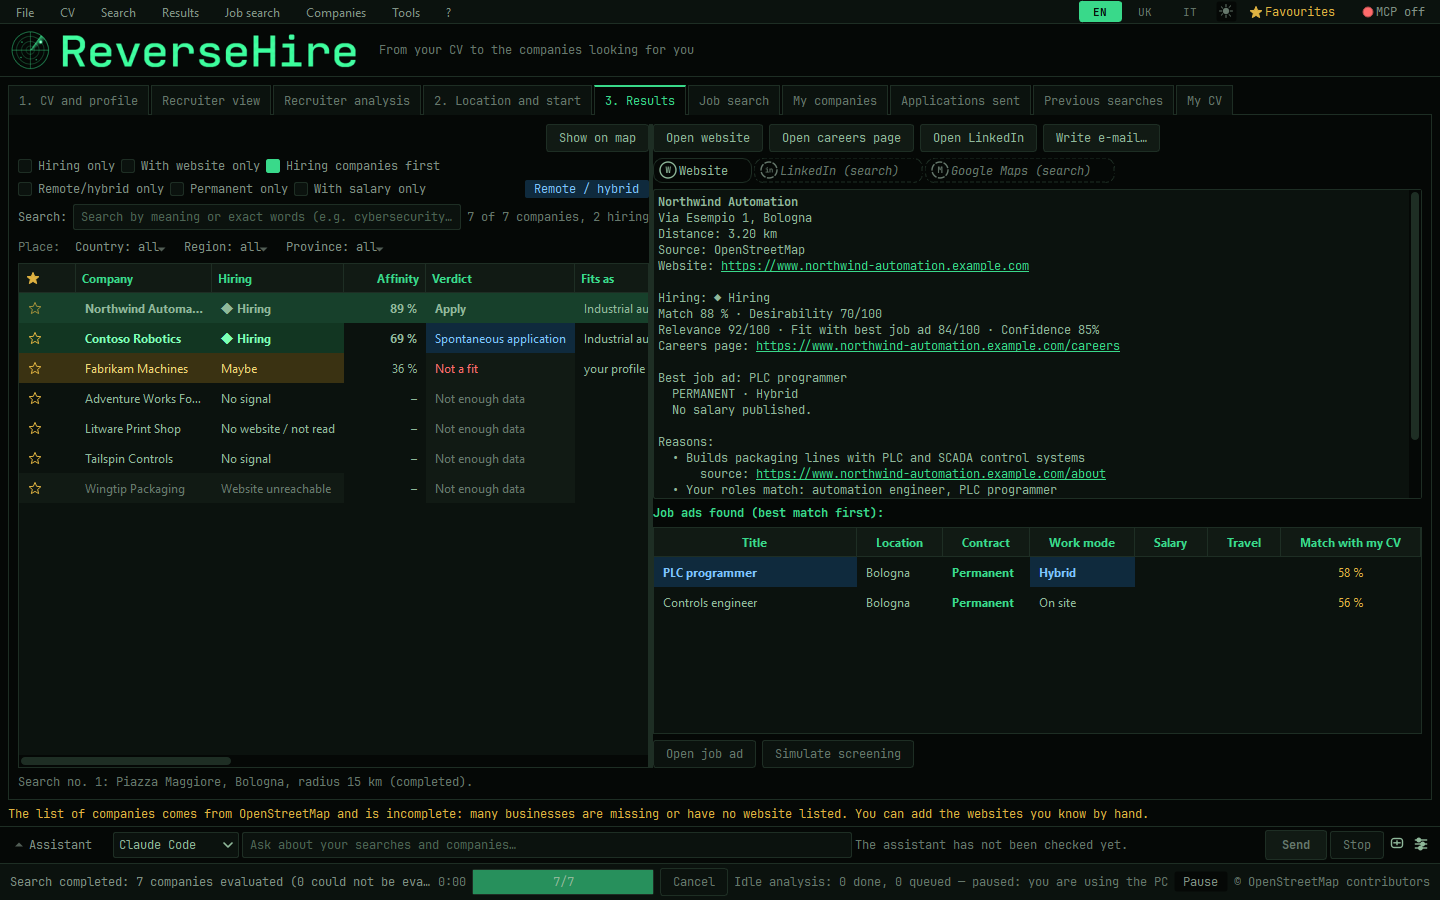 File CV Search Results Job search Companies Tools ? EN UK IT Favourites MCP off
ReverseHire From your CV to the companies looking for you
1. CV and profile Recruiter view Recruiter analysis 2. Location and start 3. Results Job search My companies Applications sent Previous searches My CV
Show on map
Hiring only With website only Hiring companies first
Remote/hybrid only Permanent only With salary only Remote / hybrid
Search: Search by meaning or exact words (e.g. cybersecurity… 7 of 7 companies, 2 hiring
Place: Country: all Region: all Province: all
Company Hiring Affinity Verdict Fits as
Northwind Automa... ◆ Hiring 89 % Apply Industrial au
Contoso Robotics ◆ Hiring 69 % Spontaneous application Industrial au
Fabrikam Machines Maybe 36 % Not a fit your profile
Adventure Works Fo... No signal – Not enough data
Litware Print Shop No website / not read – Not enough data
Tailspin Controls No signal – Not enough data
Wingtip Packaging Website unreachable – Not enough data
Search no. 1: Piazza Maggiore, Bologna, radius 15 km (completed).
Open website Open careers page Open LinkedIn Write e-mail…
W Website in LinkedIn (search) M Google Maps (search)
Northwind Automation
Via Esempio 1, Bologna
Distance: 3.20 km
Source: OpenStreetMap
Website: https://www.northwind-automation.example.com
Hiring: ◆ Hiring
Match 88 % · Desirability 70/100
Relevance 92/100 · Fit with best job ad 84/100 · Confidence 85%
Careers page: https://www.northwind-automation.example.com/careers
Best job ad: PLC programmer
PERMANENT · Hybrid
No salary published.
Reasons:
• Builds packaging lines with PLC and SCADA control systems
source: https://www.northwind-automation.example.com/about
• Your roles match: automation engineer, PLC programmer
Job ads found (best match first):
Title Location Contract Work mode Salary Travel Match with my CV
PLC programmer Bologna Permanent Hybrid 58 %
Controls engineer Bologna Permanent On site 56 %
Open job ad Simulate screening
The list of companies comes from OpenStreetMap and is incomplete: many businesses are missing or have no website listed. You can add the websites you know by hand.
Assistant Claude Code Ask about your searches and companies… The assistant has not been checked yet. Send Stop
Search completed: 7 companies evaluated (0 could not be eva… 0:00 7/7 Cancel Idle analysis: 0 done, 0 queued — paused: you are using the PC Pause © OpenStreetMap contributors